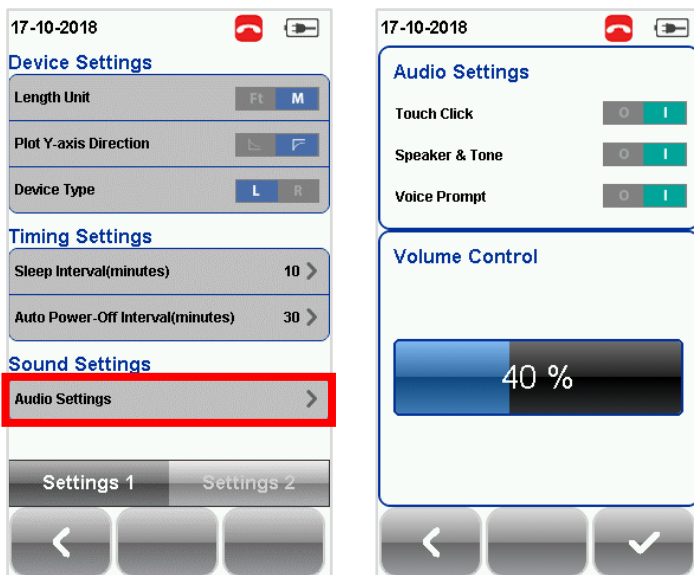 17-10-2018
Device Settings
Length Unit Ft M
Plot Y-axis Direction
Device Type L R
Timing Settings
Sleep Interval(minutes) 10
Auto Power-Off Interval(minutes) 30
Sound Settings
Audio Settings
Settings 1 Settings 2
17-10-2018
Audio Settings
Touch Click O I
Speaker & Tone O I
Voice Prompt O I
Volume Control
40 %